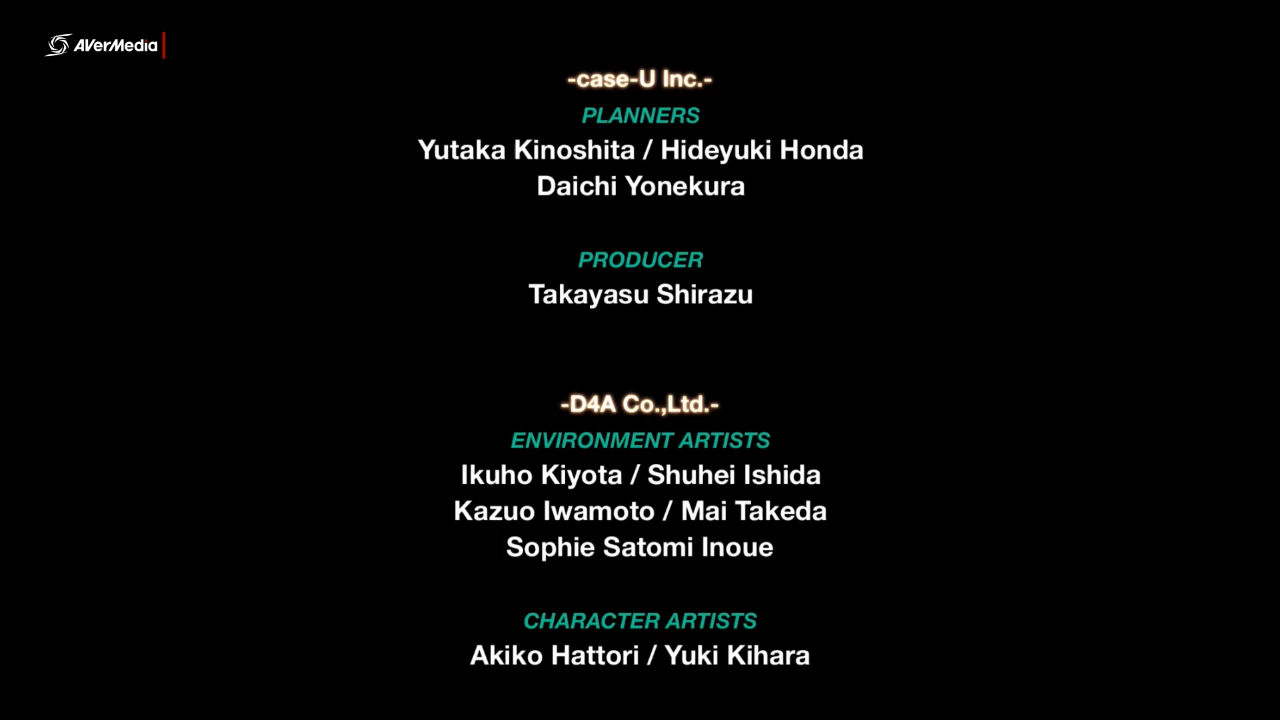 AVerMedia
-case-U Inc.-
PLANNERS
Yutaka Kinoshita / Hideyuki Honda
Daichi Yonekura
PRODUCER
Takayasu Shirazu
-D4A Co.,Ltd.-
ENVIRONMENT ARTISTS
Ikuho Kiyota / Shuhei Ishida
Kazuo Iwamoto / Mai Takeda
Sophie Satomi Inoue
CHARACTER ARTISTS
Akiko Hattori / Yuki Kihara